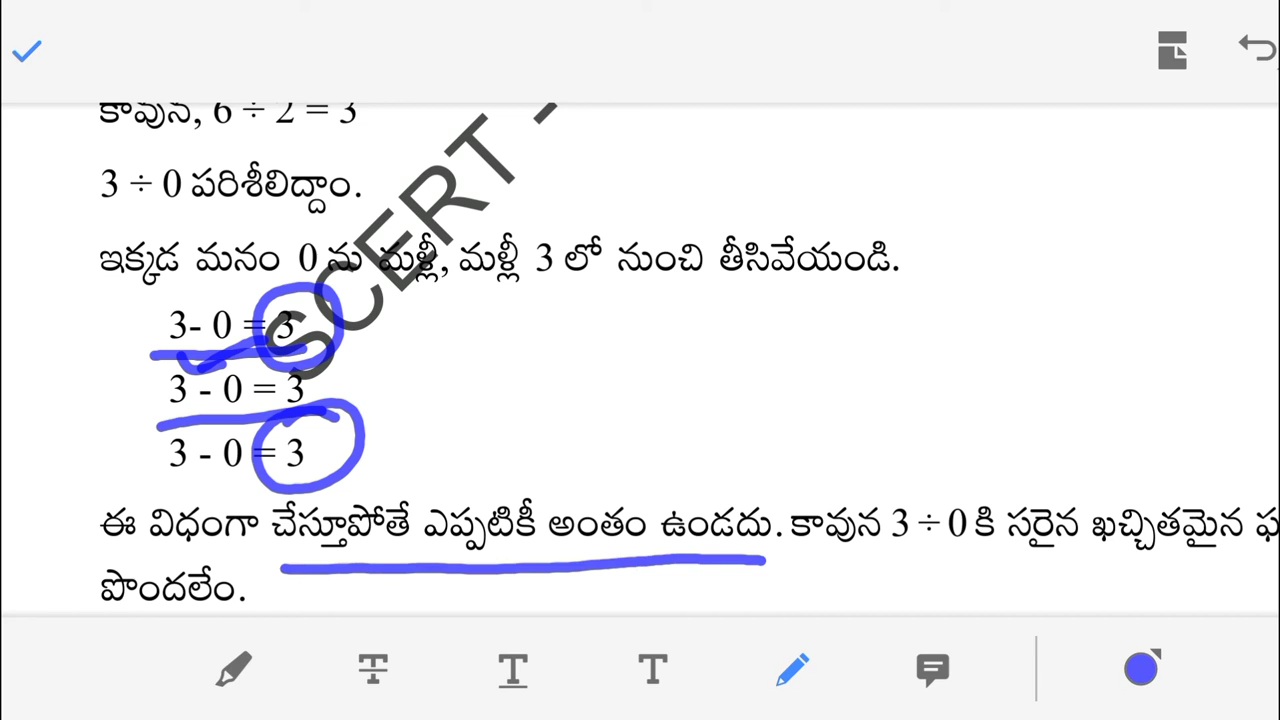 కావున, 6 ÷ 2 = 3
3 ÷ 0 పరిశీలిద్దాం.
ఇక్కడ మనం 0 ను మళ్లీ, మళ్లీ 3 లో నుంచి తీసివేయండి.
3- 0 = 3
3 - 0 = 3
3 - 0 = 3
ఈ విధంగా చేస్తూపోతే ఎప్పటికీ అంతం ఉండదు. కావున 3 ÷ 0 కి సరైన ఖచ్చితమైన
పొందలేం.
SCERT -